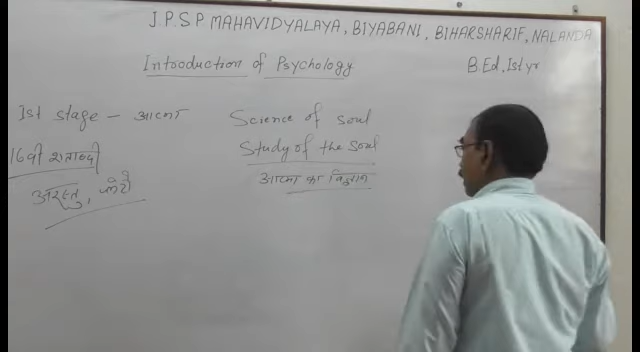 J.P.S.P MAHAVIDYALAYA, BIYABANI, BIHARSHARIF, NALANDA
Introduction of Psychology
B.Ed. Ist yr
Ist stage – आत्मा
Science of soul
16वी शताब्दी
Study of the Soul
आत्मा का विज्ञान
अरस्तु, प्लेटो